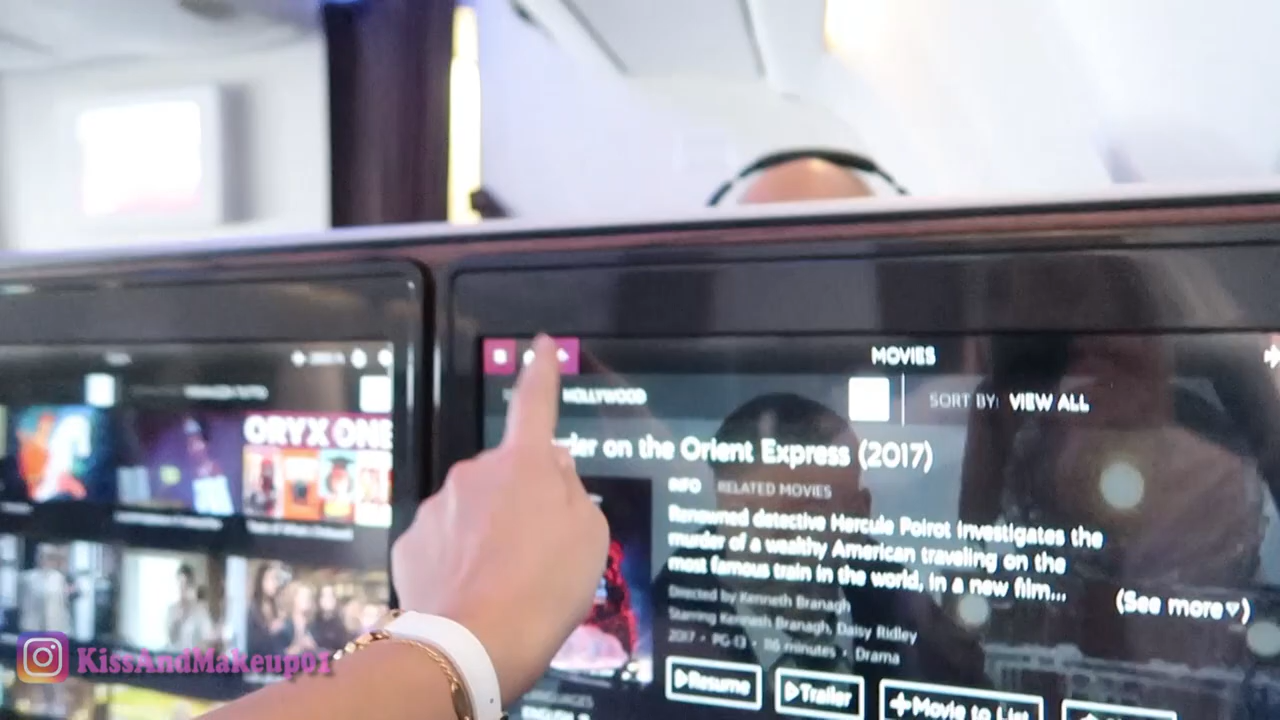 MOVIES
HOLLYWOOD
SORT BY: VIEW ALL
ORYX ONE
on the Orient Express (2017)
INFO RELATED MOVIES
Renowned detective Hercule Poirot investigates the
murder of a wealthy American traveling on the
most famous train in the world, in a new film...
(See more
Directed by Kenneth Branagh
Starring Kenneth Branagh, Daisy Ridley
2017 • PG-13 • 116 minutes • Drama
Resume
Trailer
+Movie to List
KissAndMakeup01